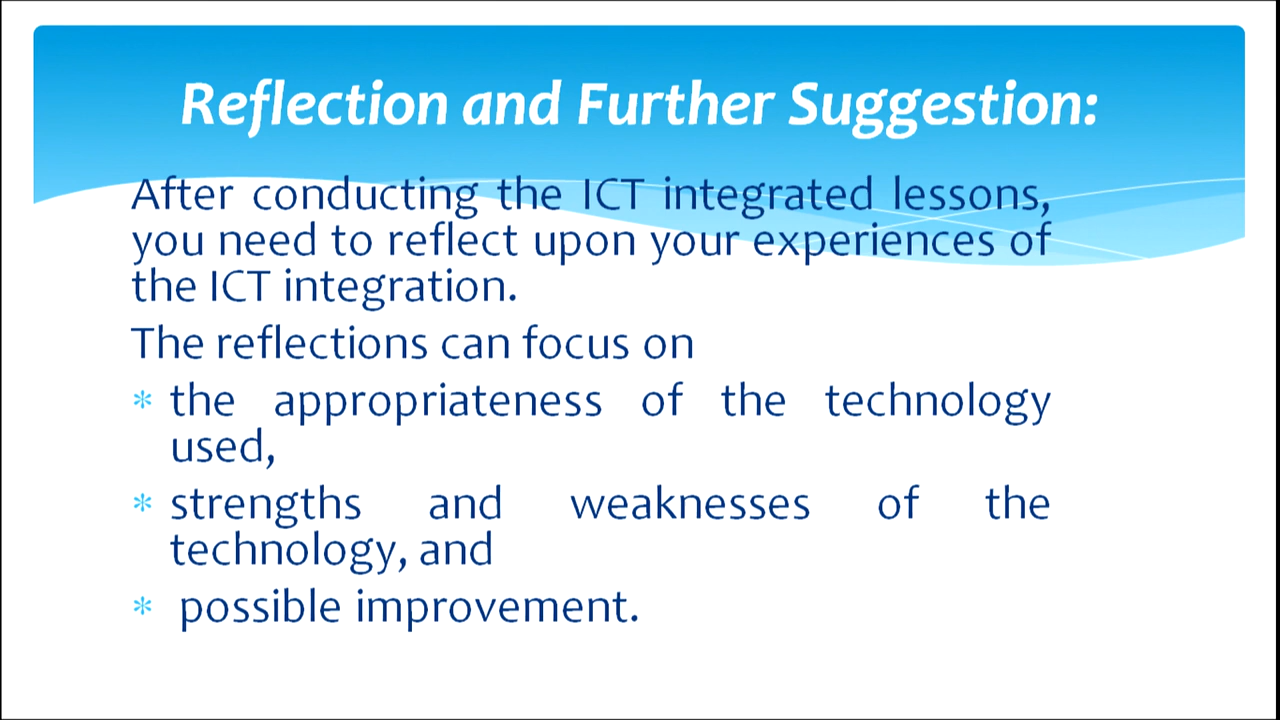 Reflection and Further Suggestion:
After conducting the ICT integrated lessons,
you need to reflect upon your experiences of
the ICT integration.
The reflections can focus on
* the appropriateness of the technology
used,
* strengths and weaknesses of the
technology, and
* possible improvement.